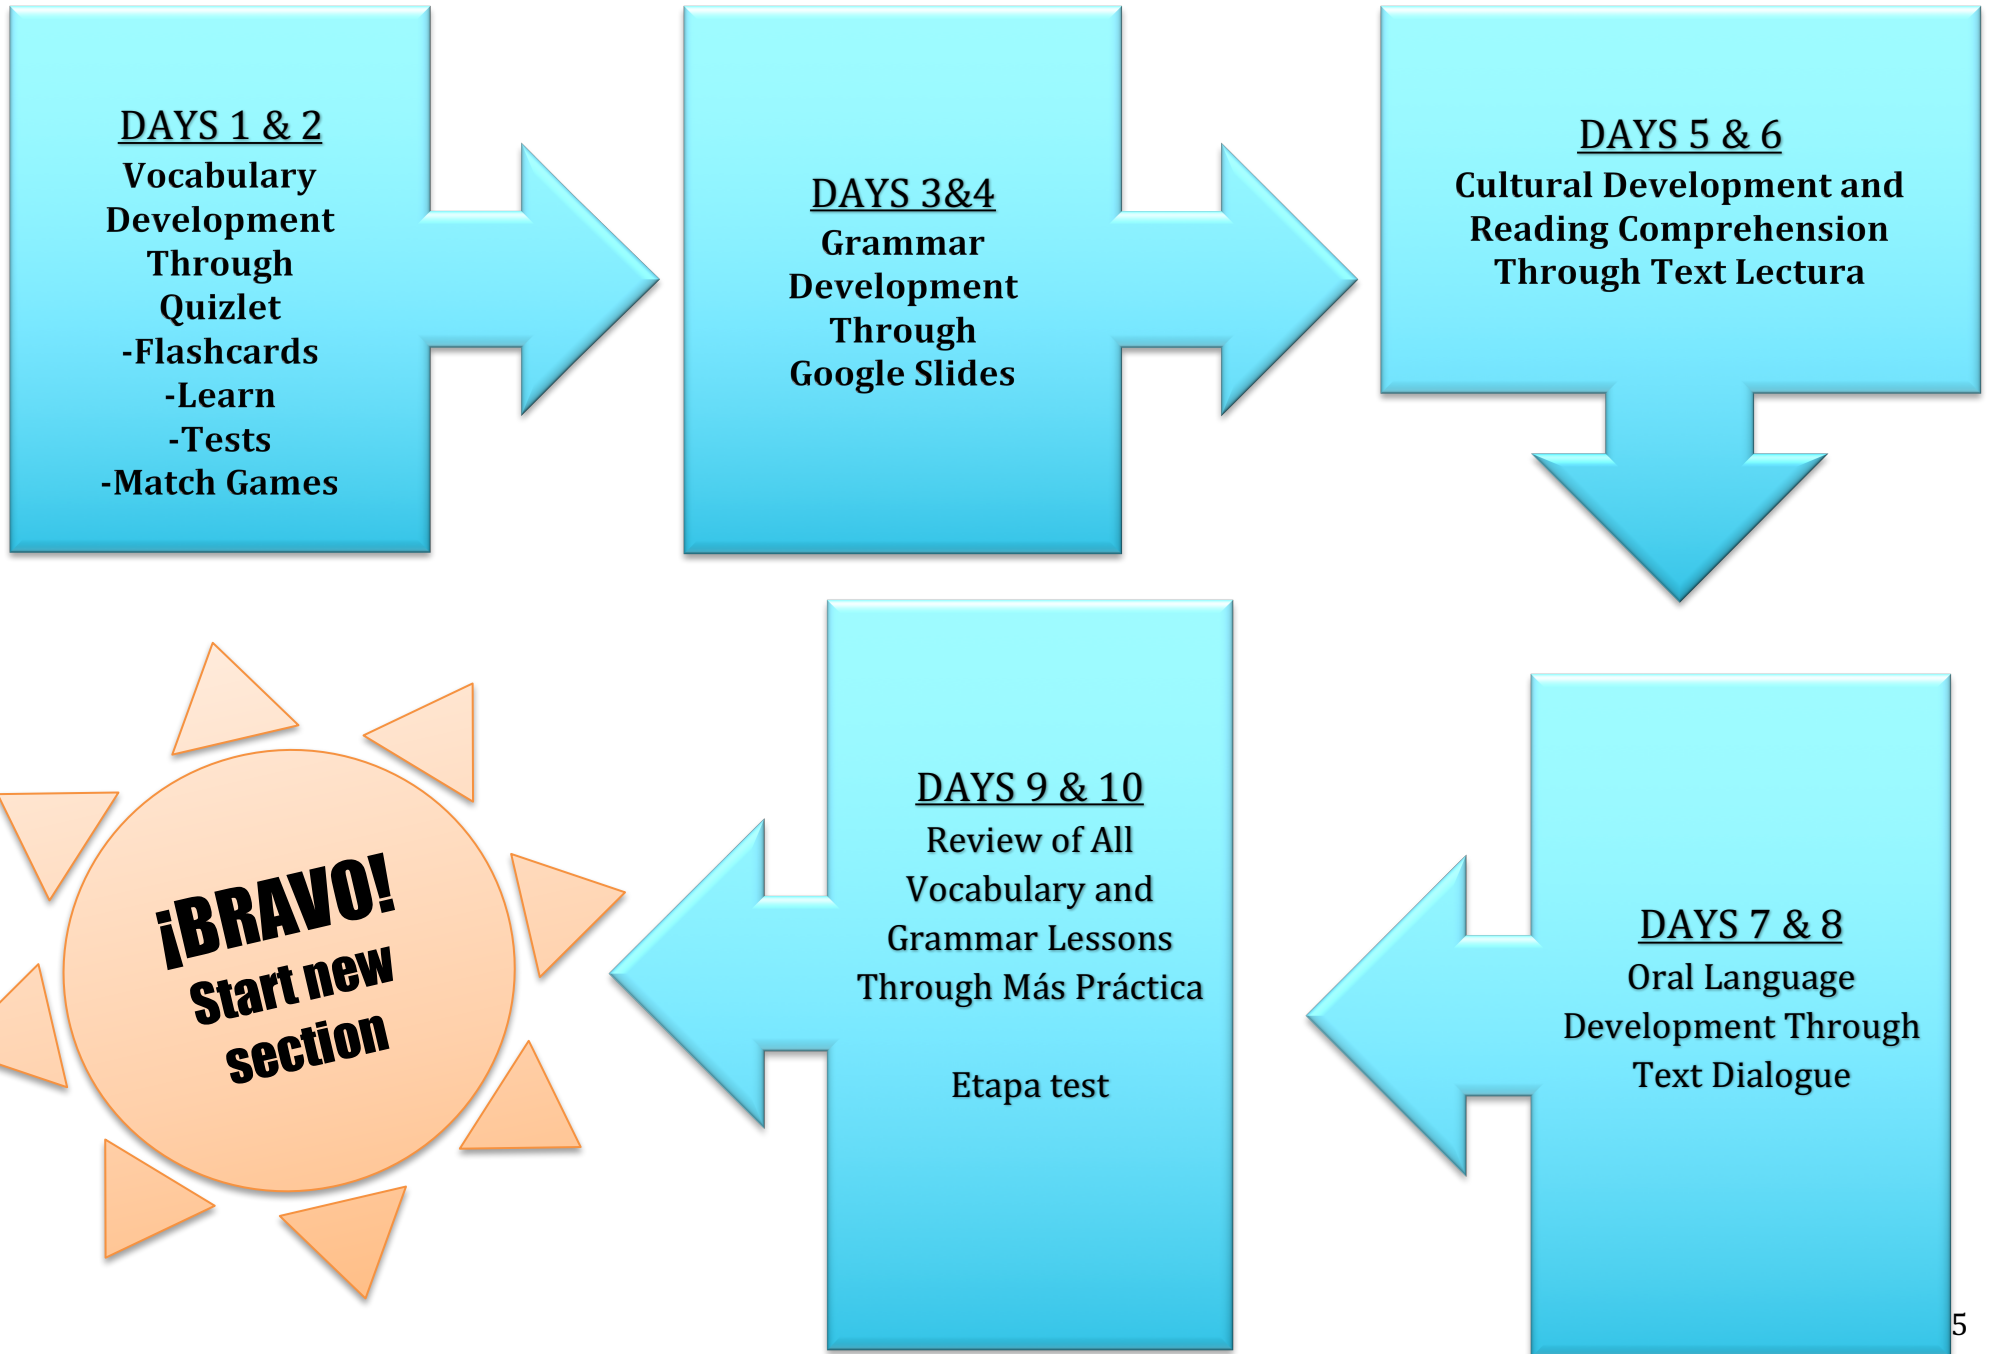 DAYS 1 & 2
Vocabulary
Development
Through
Quizlet
-Flashcards
-Learn
-Tests
-Match Games
DAYS 3&4
Grammar
Development
Through
Google Slides
DAYS 5 & 6
Cultural Development and
Reading Comprehension
Through Text Lectura
DAYS 7 & 8
Oral Language
Development Through
Text Dialogue
DAYS 9 & 10
Review of All
Vocabulary and
Grammar Lessons
Through Más Práctica
Etapa test
¡BRAVO!
Start new
section
5